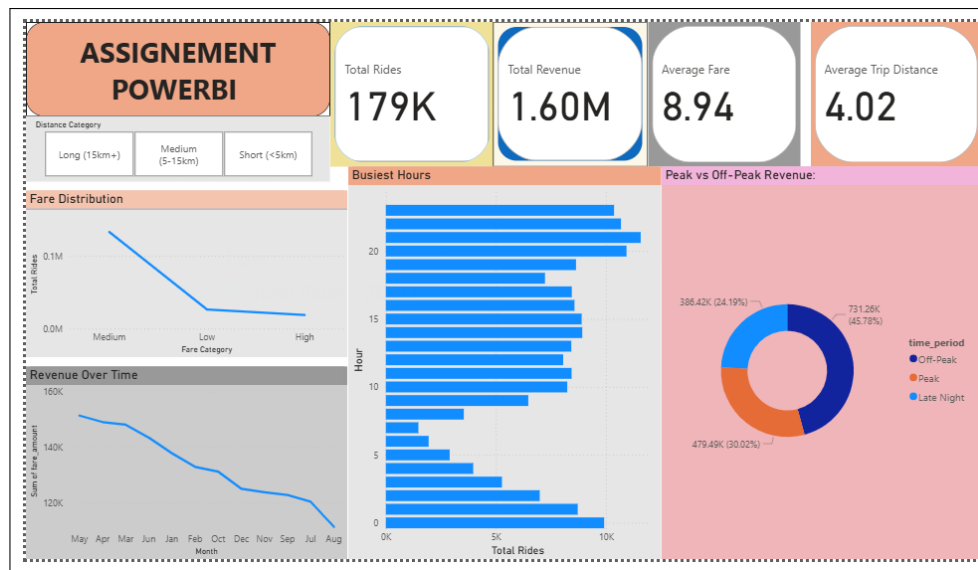 ASSIGNEMENT
POWERBI
Total Rides
179K
Total Revenue
1.60M
Average Fare
8.94
Average Trip Distance
4.02
Distance Category
Long (15km+)
Medium
(5-15km)
Short (<5km)
Fare Distribution
Total Rides
0.1M
0.0M
Medium
Low
High
Fare Category
Revenue Over Time
Sum of fare_amount
160K
140K
120K
May Apr Mar Jun Jan Feb Oct Dec Nov Sep Jul Aug
Month
Busiest Hours
Hour
20
15
10
5
0
0K
5K
10K
Total Rides
Peak vs Off-Peak Revenue:
386.42K (24.19%)
731.26K
(45.78%)
479.49K (30.02%)
time_period
Off-Peak
Peak
Late Night